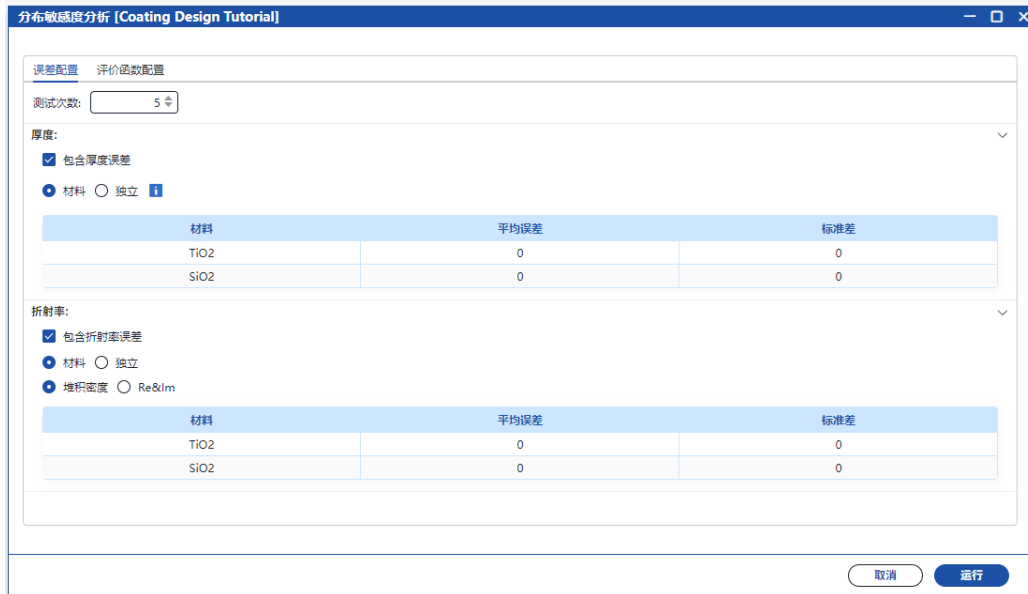 分布敏感度分析 [Coating Design Tutorial]
误差配置 评价函数配置
测试次数: 5
厚度:
包含厚度误差
材料 独立 i
材料 平均误差 标准差
TiO2 0 0
SiO2 0 0
折射率:
包含折射率误差
材料 独立
堆积密度 Re&Im
材料 平均误差 标准差
TiO2 0 0
SiO2 0 0
取消 运行